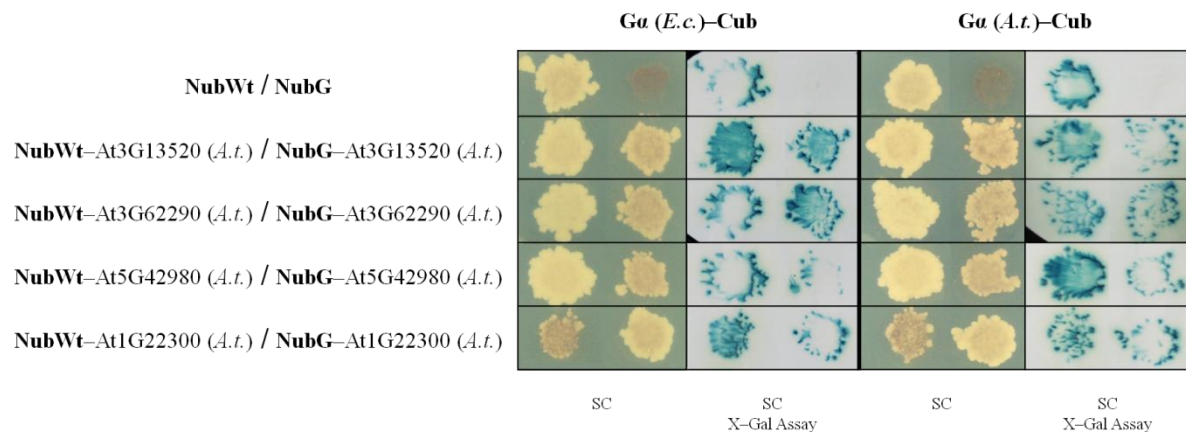 Gα (E.c.)–Cub Gα (A.t.)–Cub
NubWt / NubG
NubWt–At3G13520 (A.t.) / NubG–At3G13520 (A.t.)
NubWt–At3G62290 (A.t.) / NubG–At3G62290 (A.t.)
NubWt–At5G42980 (A.t.) / NubG–At5G42980 (A.t.)
NubWt–At1G22300 (A.t.) / NubG–At1G22300 (A.t.)
SC SC SC SC
X–Gal Assay X–Gal Assay